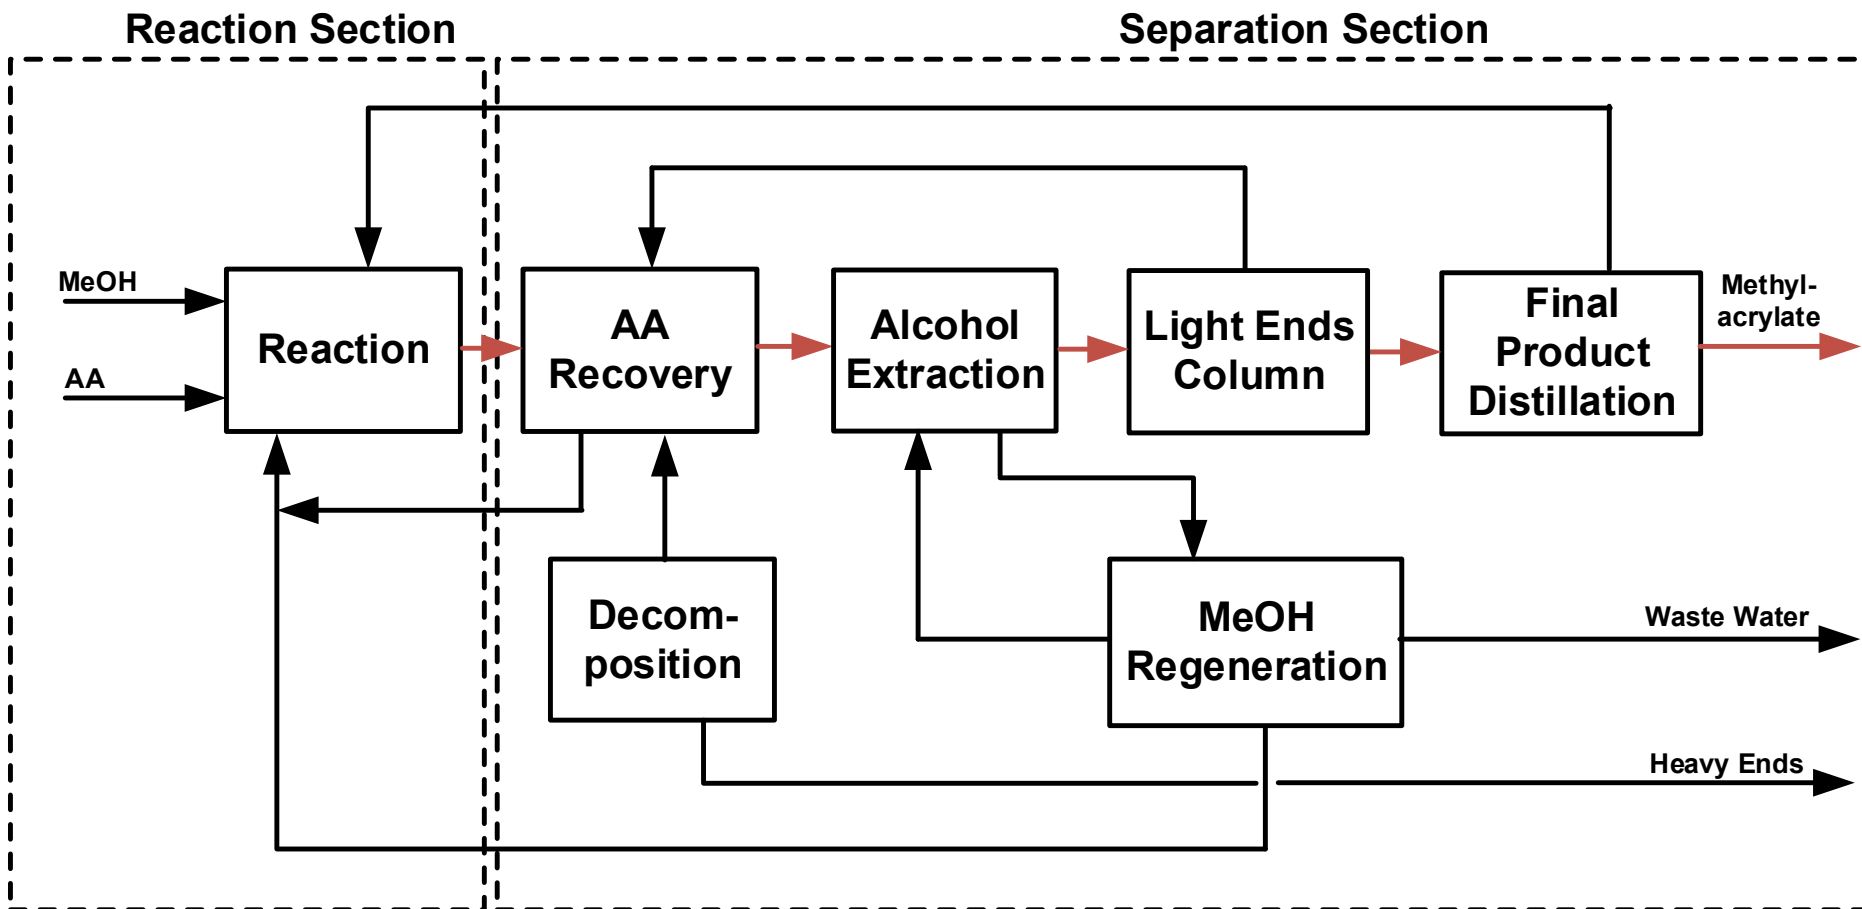 Reaction Section
Separation Section
MeOH
AA
Reaction
AA
Recovery
Alcohol
Extraction
Light Ends
Column
Final
Product
Distillation
Methyl-
acrylate
Decom-
position
MeOH
Regeneration
Waste Water
Heavy Ends